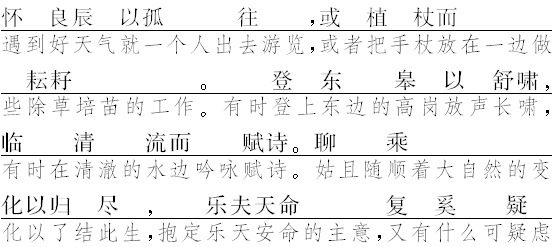 怀 良辰 以孤 往 ,或 植 杖而
遇到好天气就一个人出去游览,或者把手杖放在一边做
耘耔 。 登 东 皋 以 舒啸,
些除草培苗的工作。有时登上东边的高岗放声长啸,
临 清 流而 赋诗。聊 乘
有时在清澈的水边吟咏赋诗。姑且随顺着大自然的变
化以归 尽 , 乐夫天命 复 奚 疑
化以了结此生,抱定乐天安命的主意,又有什么可疑虑